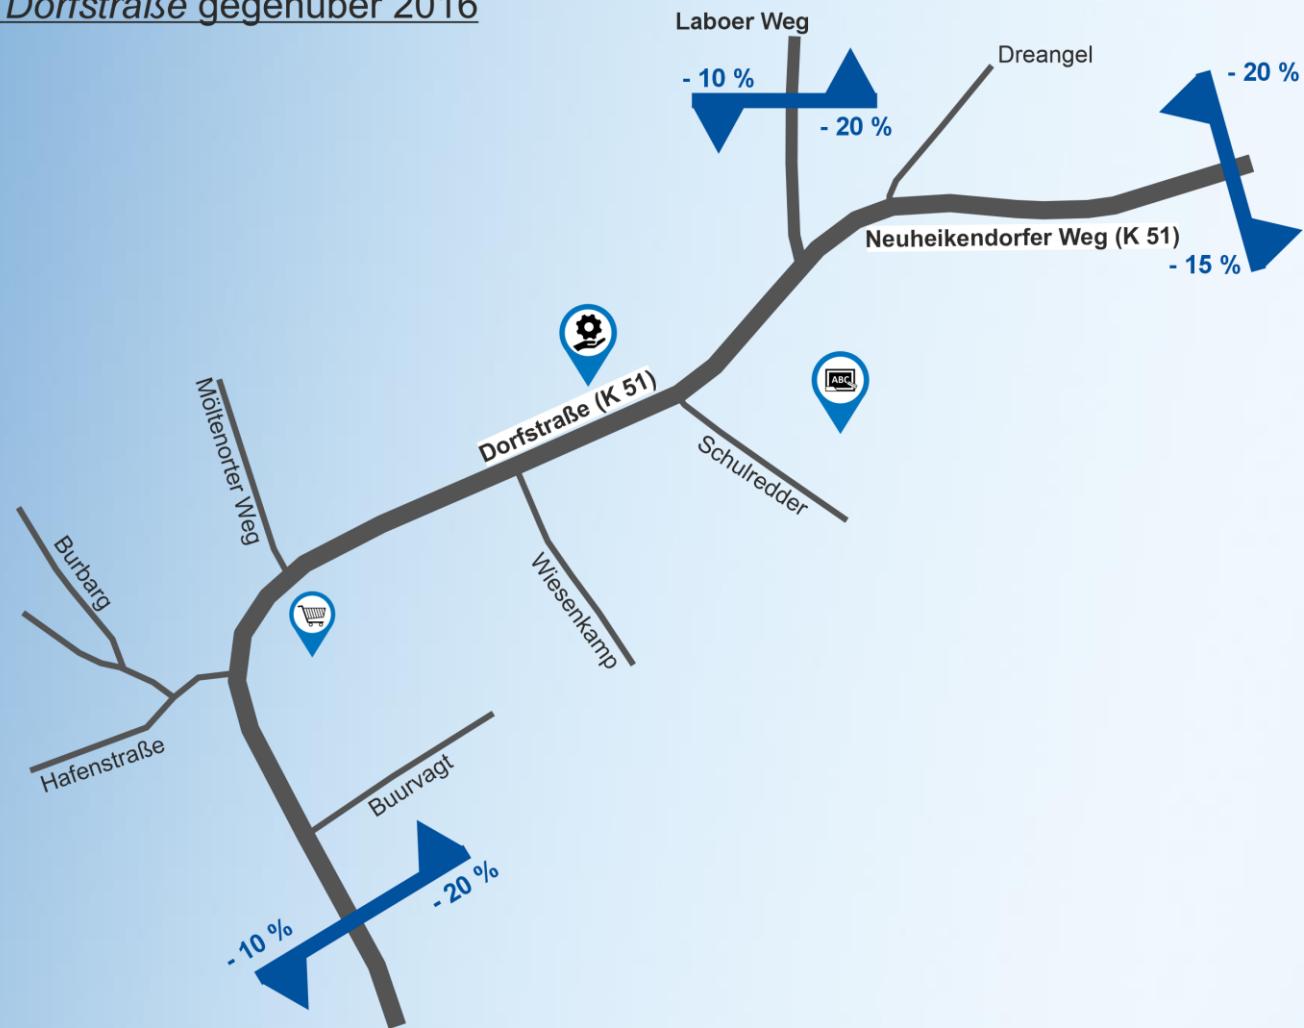 Dorfstraße gegenüber 2016
Laboer Weg
Dreangel
- 10 %
- 20 %
- 20 %
Neuheikendorfer Weg (K 51)
- 15 %
Dorfstraße (K 51)
ABC
Möltenorter Weg
Schulredder
Burbarg
Wiesenkamp
Hafenstraße
Buurvagt
- 20 %
- 10 %